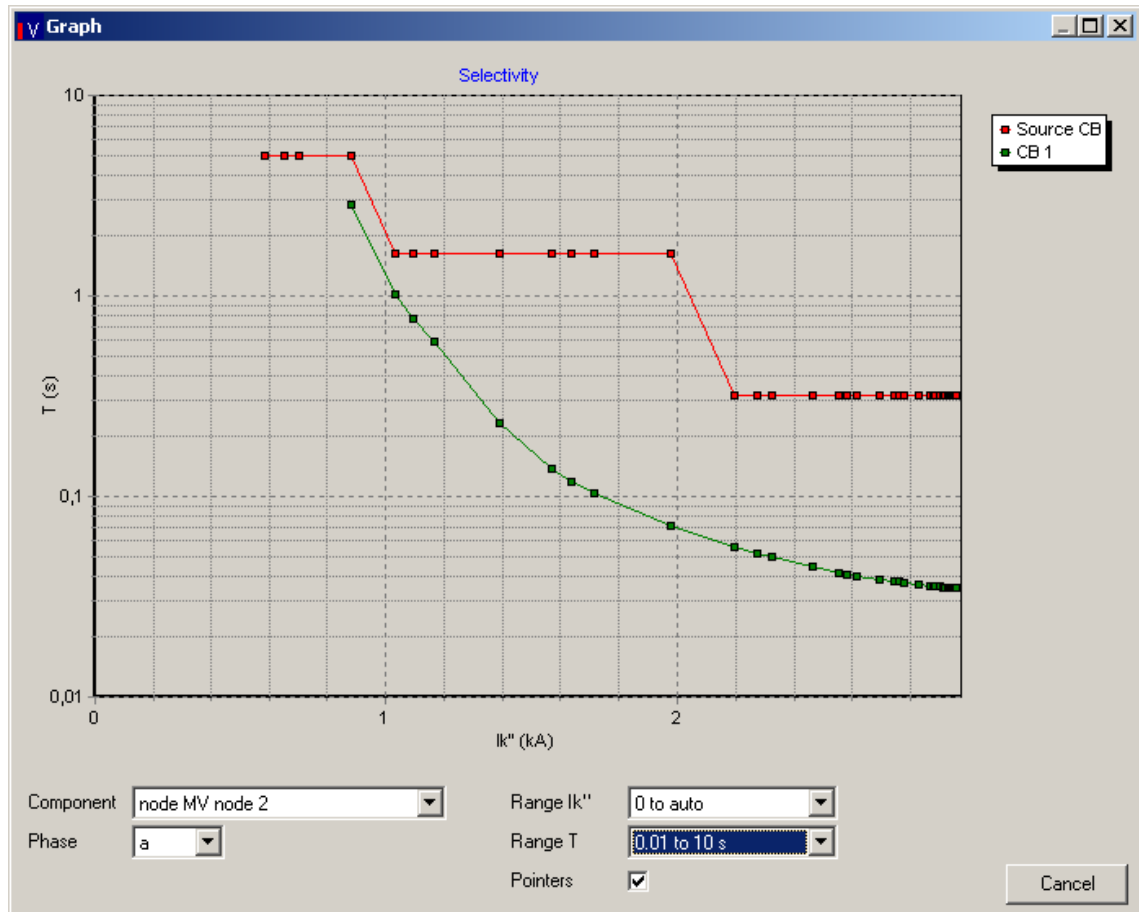 V Graph
Selectivity
10
1
0,1
0,01
T (s)
0
1
2
Ik" (kA)
Source CB
CB 1
Component node MV node 2
Phase a
Range Ik" 0 to auto
Range T 0.01 to 10 s
Pointers
Cancel